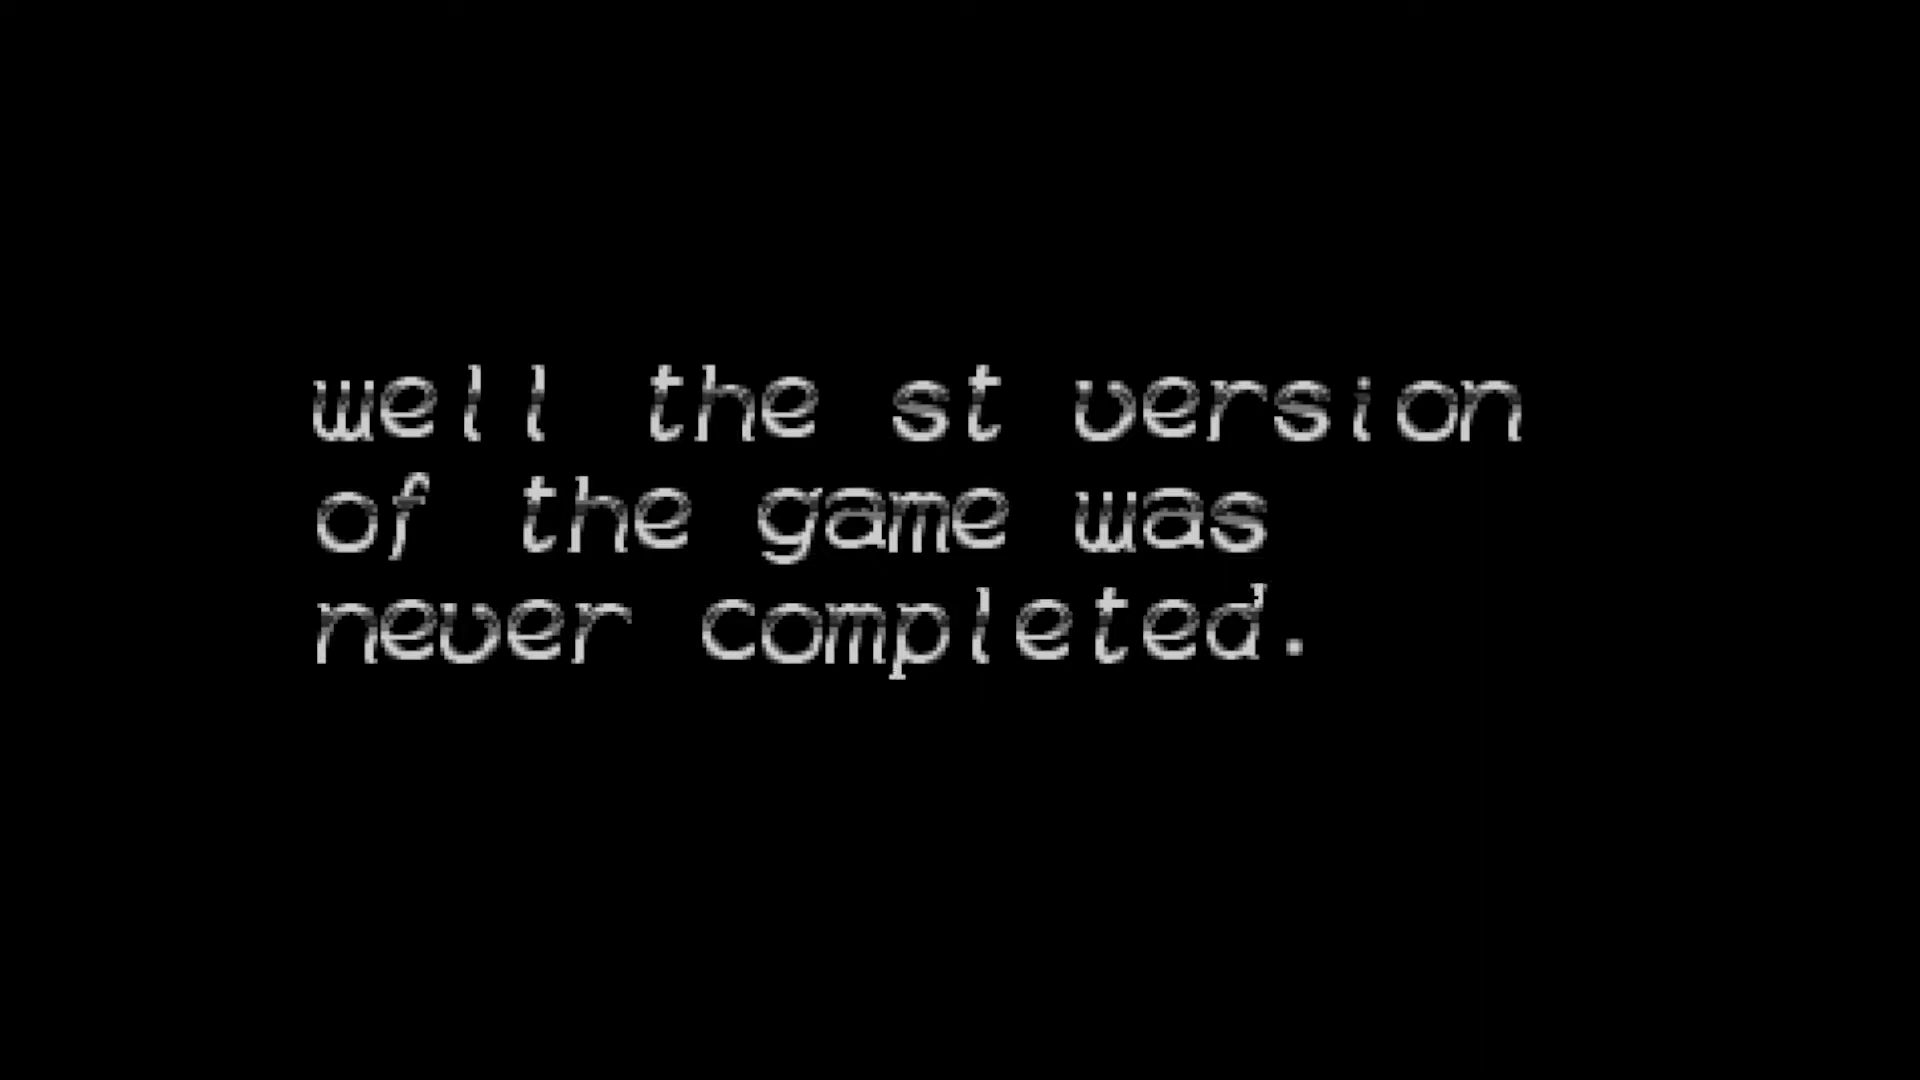 well the st version
of the game was
never completed.